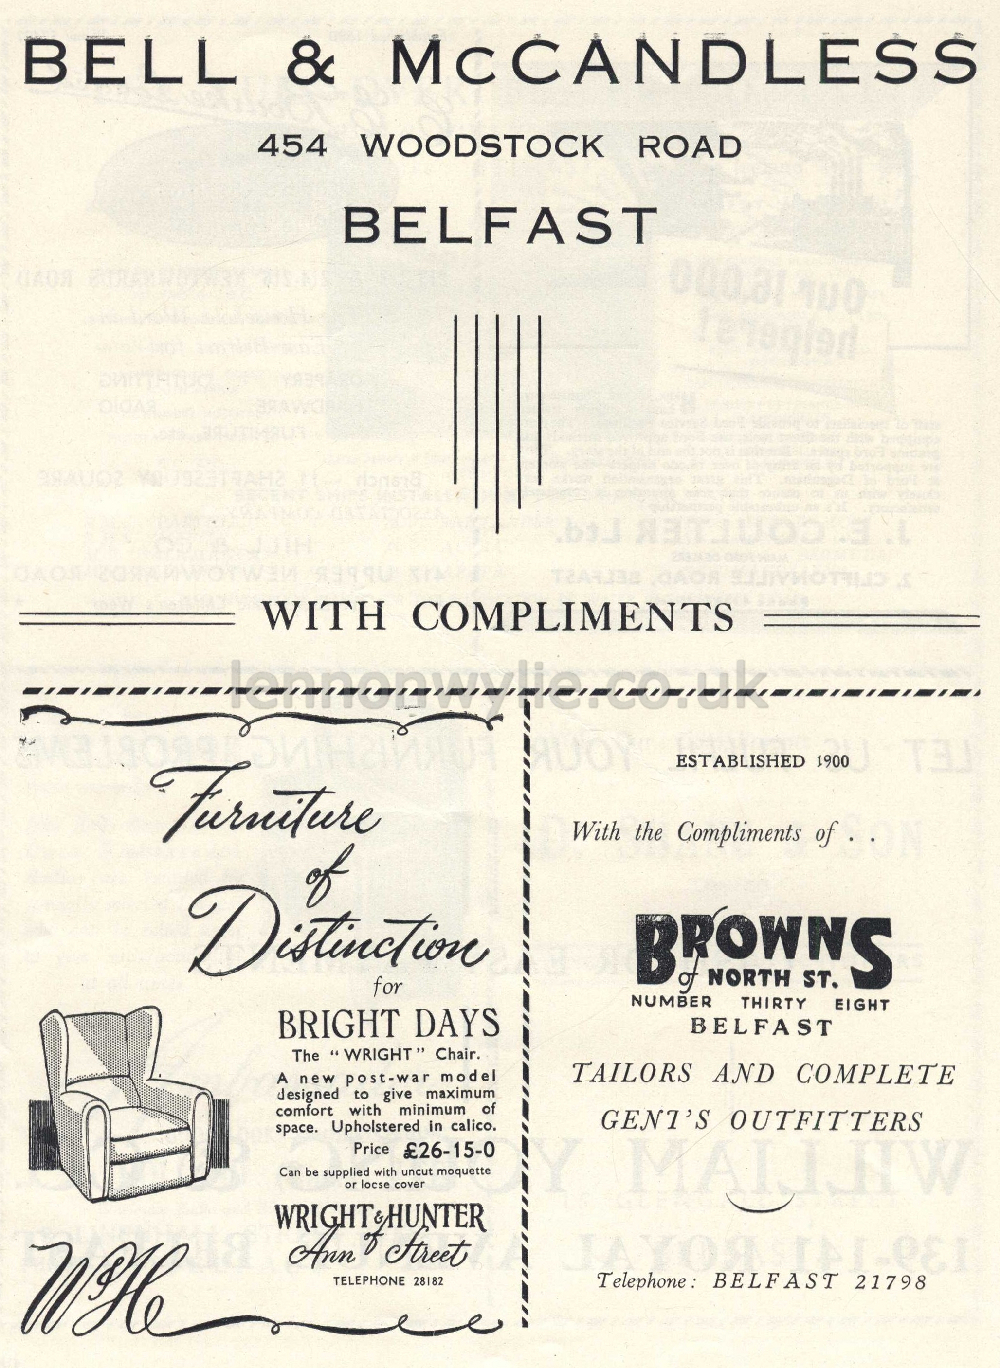 BELL & McCANDLESS
454 WOODSTOCK ROAD
BELFAST
WITH COMPLIMENTS
lennonwylie.co.uk
Furniture
of
Distinction
for
BRIGHT DAYS
The "WRIGHT" Chair.
A new post-war model
designed to give maximum
comfort with minimum of
space. Upholstered in calico.
Price £26-15-0
Can be supplied with uncut moquette
or loose cover
WRIGHT & HUNTER
of
Ann Street
TELEPHONE 28182
W&H
ESTABLISHED 1900
With the Compliments of . .
BROWNS
of NORTH ST.
NUMBER THIRTY EIGHT
BELFAST
TAILORS AND COMPLETE
GENT'S OUTFITTERS
Telephone: BELFAST 21798